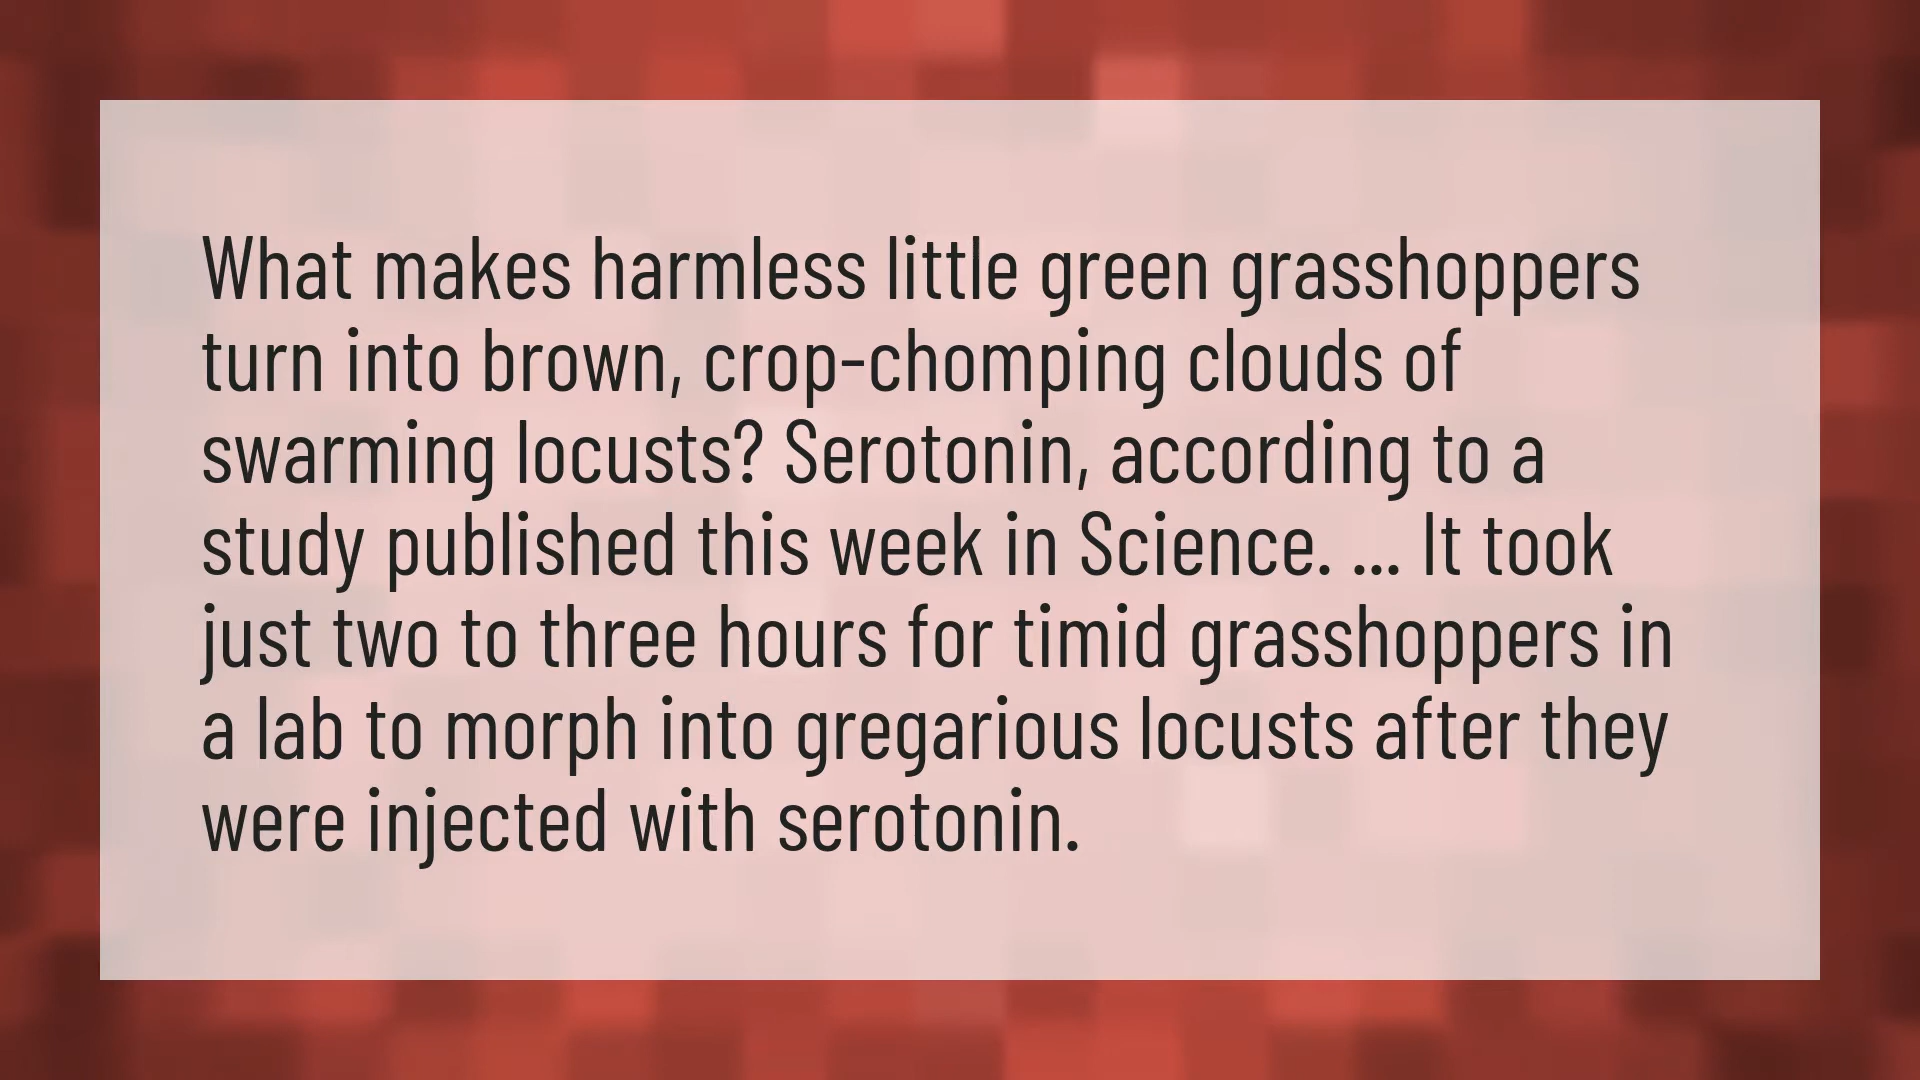 What makes harmless little green grasshoppers
turn into brown, crop-chomping clouds of
swarming locusts? Serotonin, according to a
study published this week in Science. ... It took
just two to three hours for timid grasshoppers in
a lab to morph into gregarious locusts after they
were injected with serotonin.